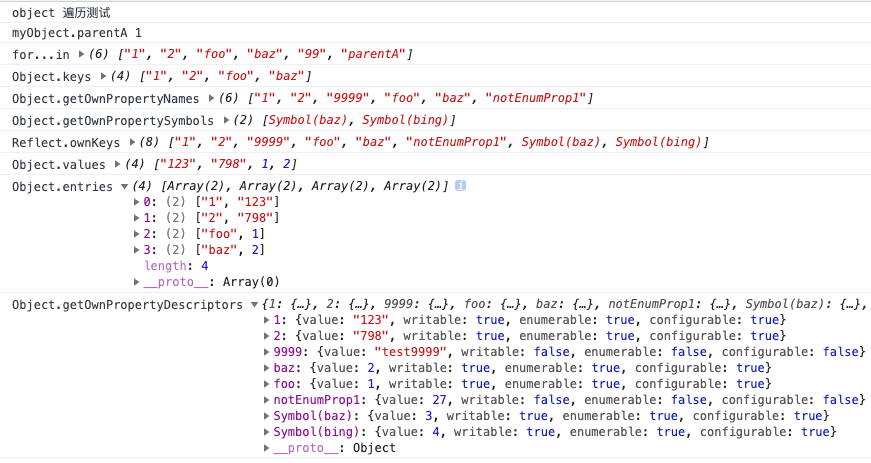 object 遍历测试
myObject.parentA 1
for...in ▶(6) ["1", "2", "foo", "baz", "99", "parentA"]
Object.keys ▶(4) ["1", "2", "foo", "baz"]
Object.getOwnPropertyNames ▶(6) ["1", "2", "9999", "foo", "baz", "notEnumProp1"]
Object.getOwnPropertySymbols ▶(2) [Symbol(baz), Symbol(bing)]
Reflect.ownKeys ▶(8) ["1", "2", "9999", "foo", "baz", "notEnumProp1", Symbol(baz), Symbol(bing)]
Object.values ▶(4) ["123", "798", 1, 2]
Object.entries ▼(4) [Array(2), Array(2), Array(2), Array(2)] i
▶0: (2) ["1", "123"]
▶1: (2) ["2", "798"]
▶2: (2) ["foo", 1]
▶3: (2) ["baz", 2]
length: 4
▶__proto__: Array(0)
Object.getOwnPropertyDescriptors ▼{1: {…}, 2: {…}, 9999: {…}, foo: {…}, baz: {…}, notEnumProp1: {…}, Symbol(baz): {…},
▶1: {value: "123", writable: true, enumerable: true, configurable: true}
▶2: {value: "798", writable: true, enumerable: true, configurable: true}
▶9999: {value: "test9999", writable: false, enumerable: false, configurable: false}
▶baz: {value: 2, writable: true, enumerable: true, configurable: true}
▶foo: {value: 1, writable: true, enumerable: true, configurable: true}
▶notEnumProp1: {value: 27, writable: false, enumerable: false, configurable: false}
▶Symbol(baz): {value: 3, writable: true, enumerable: true, configurable: true}
▶Symbol(bing): {value: 4, writable: true, enumerable: true, configurable: true}
▶__proto__: Object